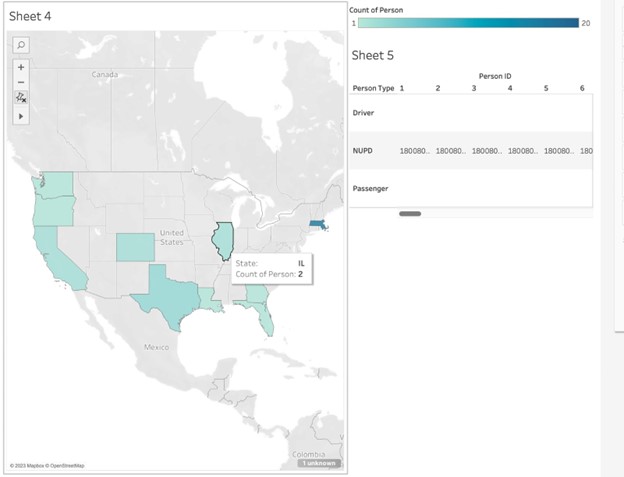 Sheet 4
Canada
United
States
State: IL
Count of Person: 2
Mexico
Colombia
© 2023 Mapbox © OpenStreetMap
1 unknown
Count of Person
1 20
Sheet 5
Person ID
Person Type 1 2 3 4 5 6
Driver
NUPD 180080.. 180080.. 180080.. 180080.. 180080.. 180
Passenger